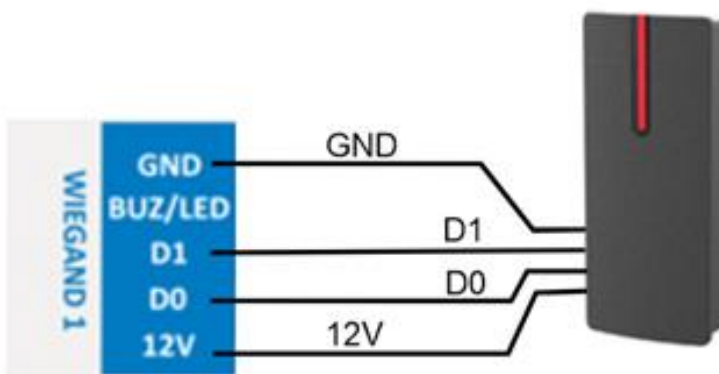 WIEGAND 1
GND
BUZ/LED
D1
D0
12V
GND
D1
D0
12V